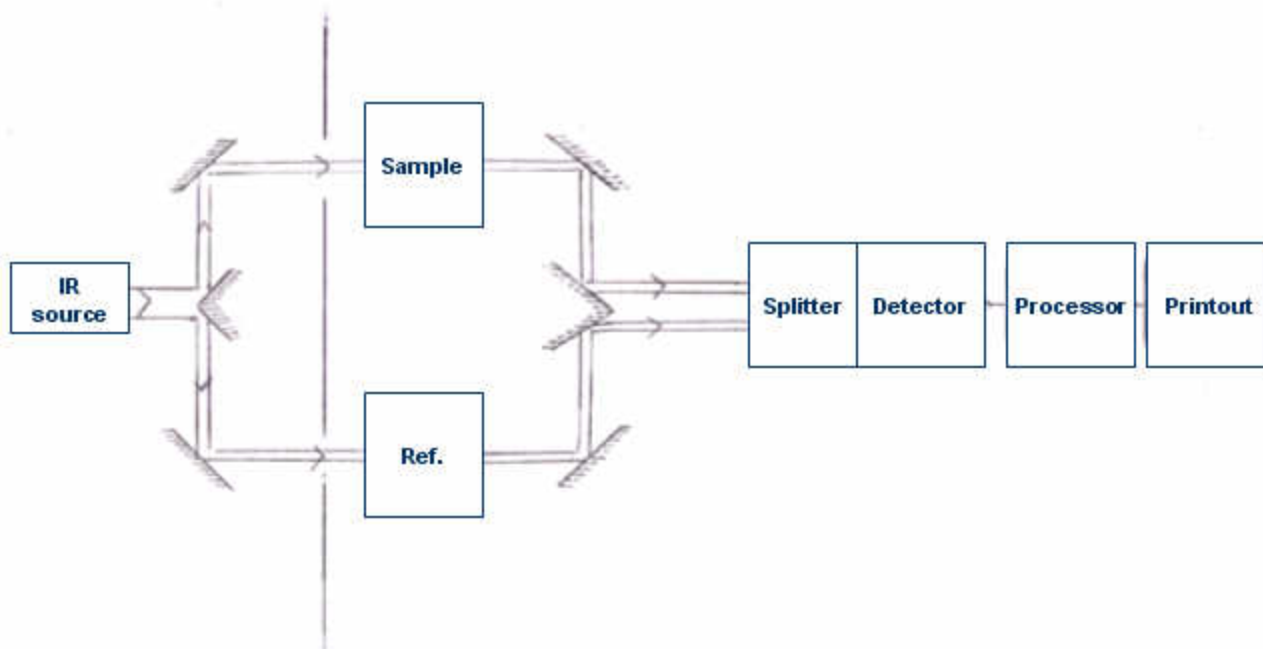 Sample
IR
source
Splitter
Detector
Processor
Printout
Ref.